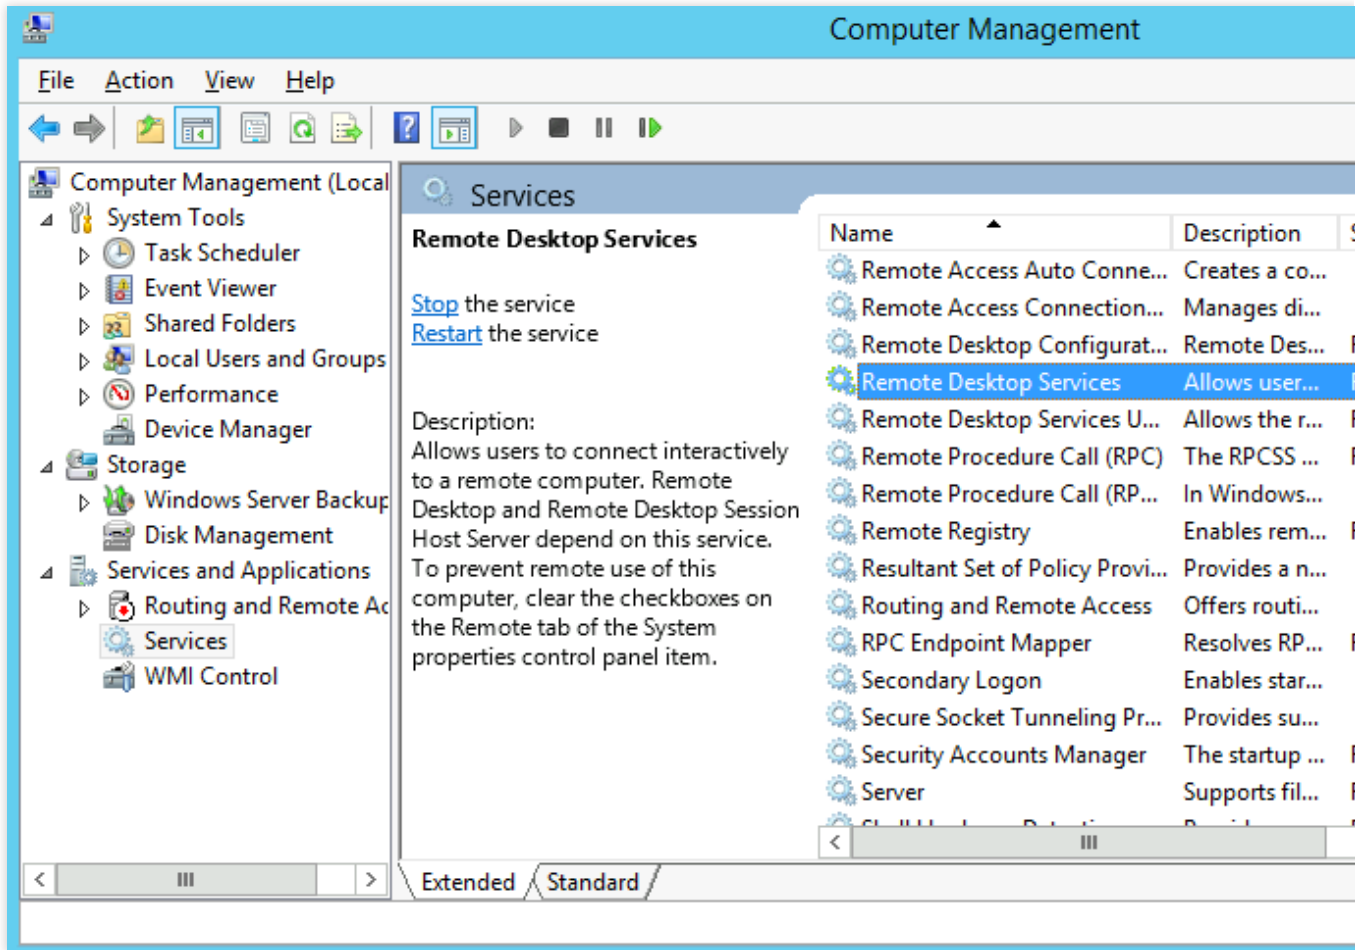 Computer Management
File Action View Help
Computer Management (Local
System Tools
Task Scheduler
Event Viewer
Shared Folders
Local Users and Groups
Performance
Device Manager
Storage
Windows Server Backup
Disk Management
Services and Applications
Routing and Remote Ac
Services
WMI Control
Services
Remote Desktop Services
Stop the service
Restart the service
Description:
Allows users to connect interactively
to a remote computer. Remote
Desktop and Remote Desktop Session
Host Server depend on this service.
To prevent remote use of this
computer, clear the checkboxes on
the Remote tab of the System
properties control panel item.
Name Description S
Remote Access Auto Conne... Creates a co...
Remote Access Connection... Manages di...
Remote Desktop Configurat... Remote Des...
Remote Desktop Services Allows user...
Remote Desktop Services U... Allows the r...
Remote Procedure Call (RPC) The RPCSS ...
Remote Procedure Call (RP... In Windows...
Remote Registry Enables rem...
Resultant Set of Policy Provi... Provides a n...
Routing and Remote Access Offers routi...
RPC Endpoint Mapper Resolves RP...
Secondary Logon Enables star...
Secure Socket Tunneling Pr... Provides su...
Security Accounts Manager The startup ...
Server Supports fil...
Extended Standard